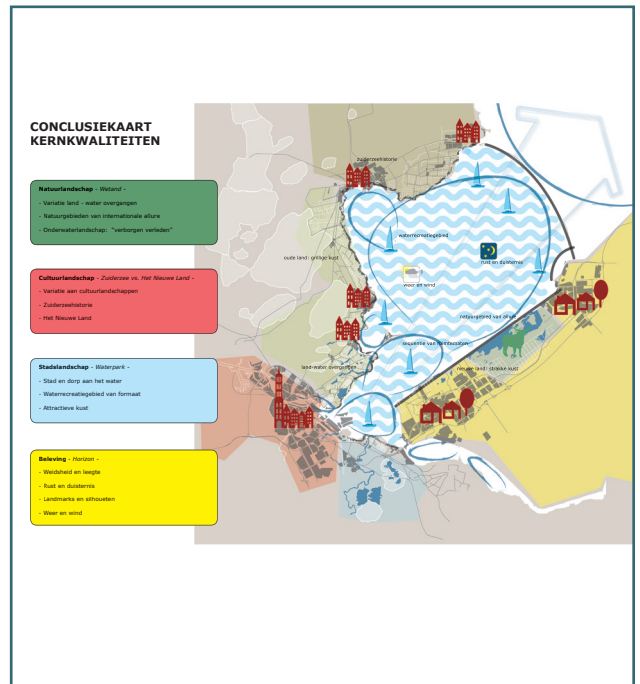 CONCLUSIEKAART
KERNKWALITEITEN
Natuurlandschap - Wetland -
- Variatie land - water overgangen
- Natuurgebieden van internationale allure
- Onderwaterlandschap: "verborgen verleden"
Cultuurlandschap - Zuiderzee vs. Het Nieuwe Land -
- Variatie aan cultuurlandschappen
- Zuiderzeehistorie
- Het Nieuwe Land
Stadslandschap - Waterpark -
- Stad en dorp aan het water
- Waterrecreatiegebied van formaat
- Attractieve kust
Beleving - Horizon -
- Weidsheid en leegte
- Rust en duisternis
- Landmarks en silhoueten
- Weer en wind
zuiderzeehistorie
waterrecreatiegebied
oude land: grillige kust
rust en duisternis
weer en wind
natuurgebied van allure
sequentie van
land-water overgangen
nieuwe land: strakke kust